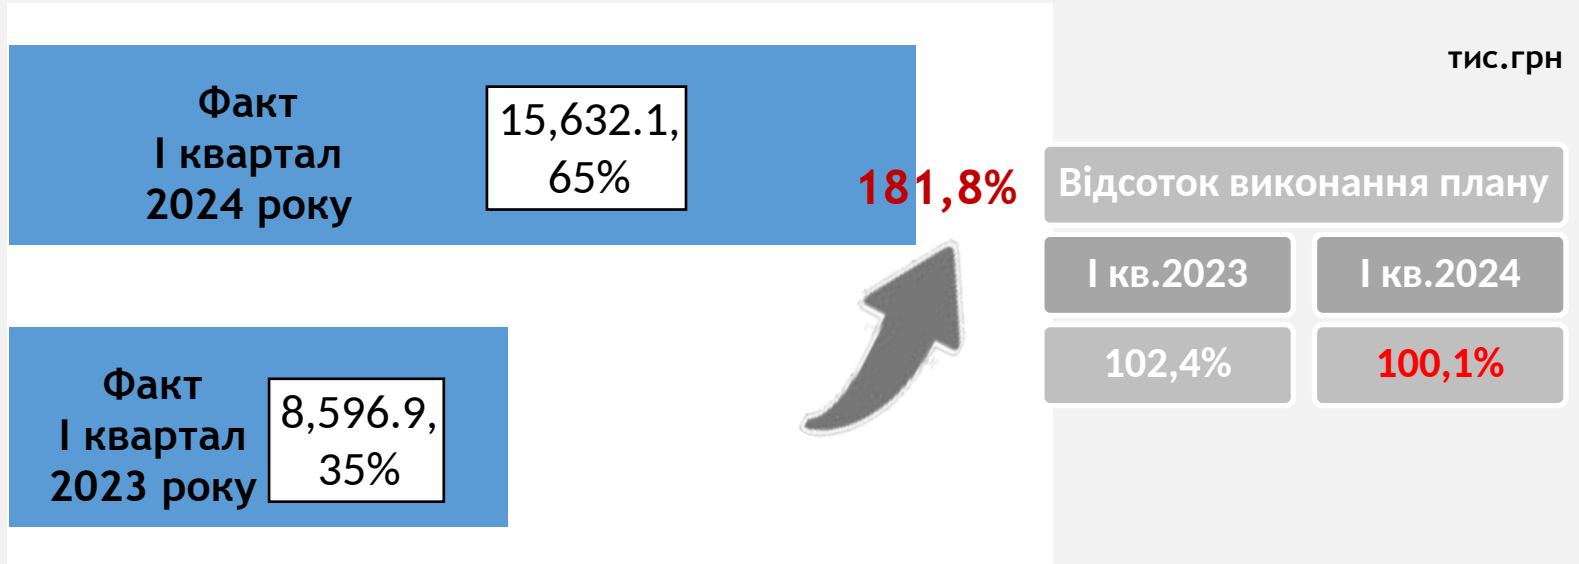 Факт
І квартал
2024 року
15,632.1,
65%
181,8%
Факт
І квартал
2023 року
8,596.9,
35%
тис.грн
Відсоток виконання плану
І кв.2023
І кв.2024
102,4%
100,1%